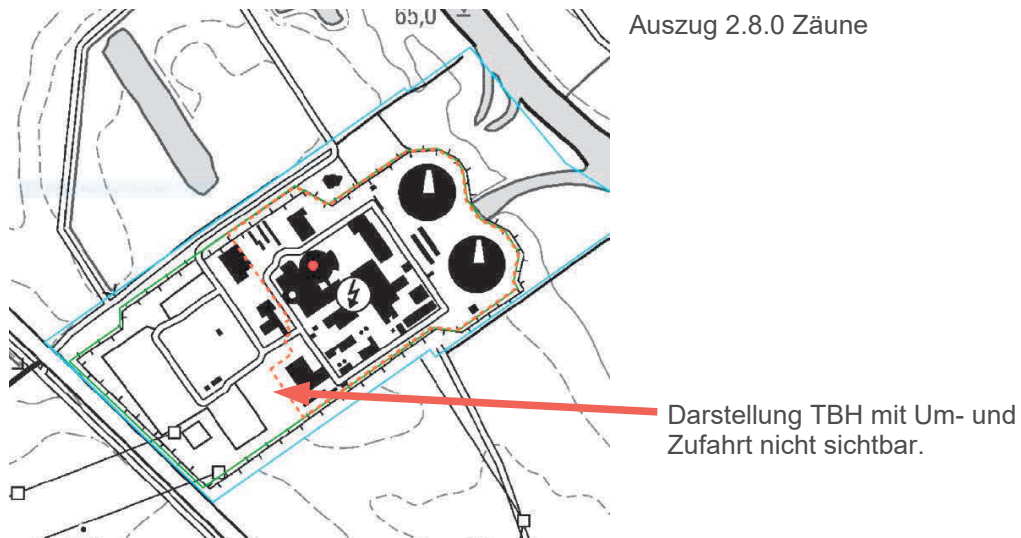 65,0
Auszug 2.8.0 Zäune
Darstellung TBH mit Um- und
Zufahrt nicht sichtbar.